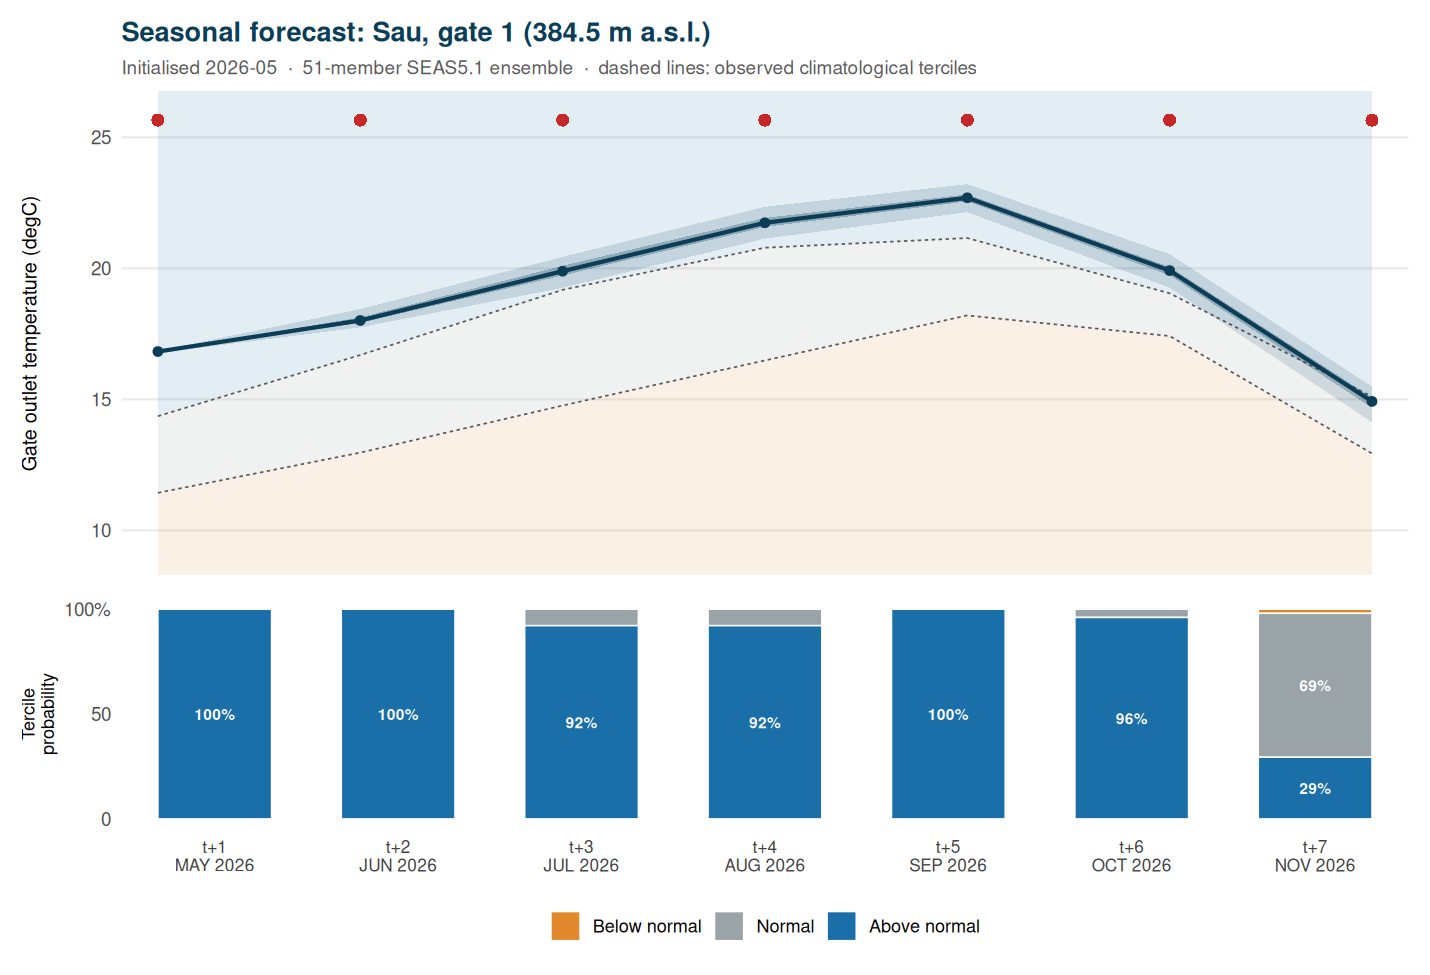 Seasonal forecast: Sau, gate 1 (384.5 m a.s.l.)
Initialised 2026-05 · 51-member SEAS5.1 ensemble · dashed lines: observed climatological terciles
Gate outlet temperature (degC)
25
20
15
10
Tercile
probability
100%
50
0
100%
100%
92%
92%
100%
96%
69%
29%
t+1
MAY 2026
t+2
JUN 2026
t+3
JUL 2026
t+4
AUG 2026
t+5
SEP 2026
t+6
OCT 2026
t+7
NOV 2026
Below normal
Normal
Above normal